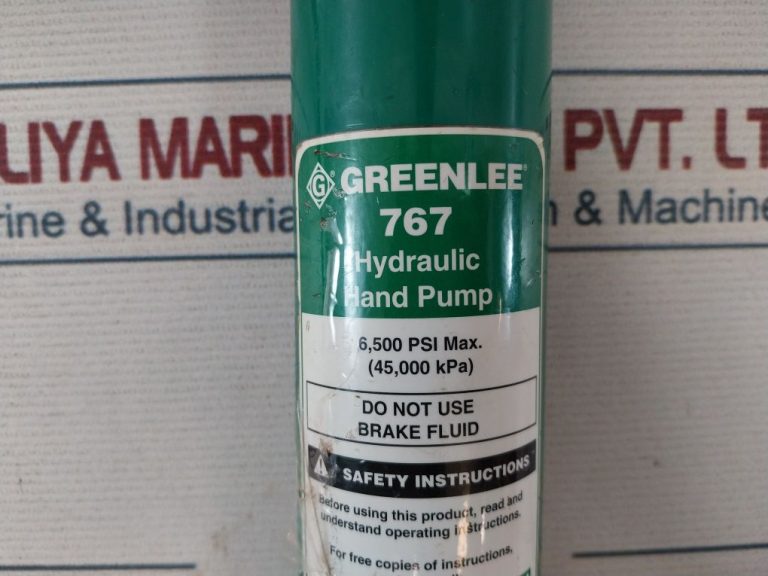 LIYA MARI
PVT. LT
rine & Industria
n & Machine
G GREENLEE®
767
Hydraulic
Hand Pump
6,500 PSI Max.
(45,000 kPa)
DO NOT USE
BRAKE FLUID
SAFETY INSTRUCTIONS
Before using this product, read and
understand operating instructions.
For free copies of instructions,